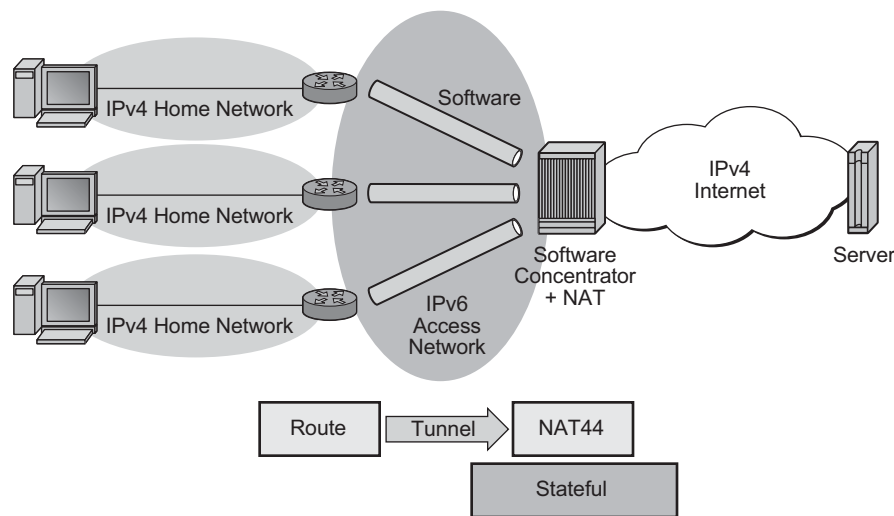 IPv4 Home Network
Software
IPv4 Home Network
IPv4
Internet
Software
Concentrator
+ NAT
Server
IPv4 Home Network
IPv6
Access
Network
Route
Tunnel
NAT44
Stateful